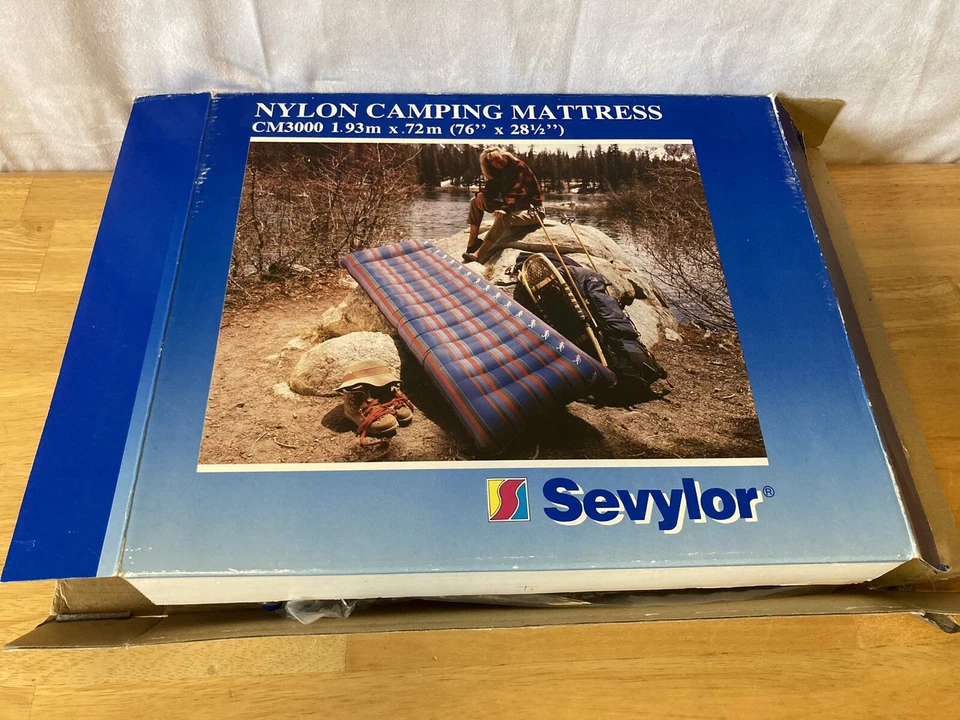 NYLON CAMPING MATTRESS
CM3000 1.93m x .72m (76'' x 28½'')
Sevylor®